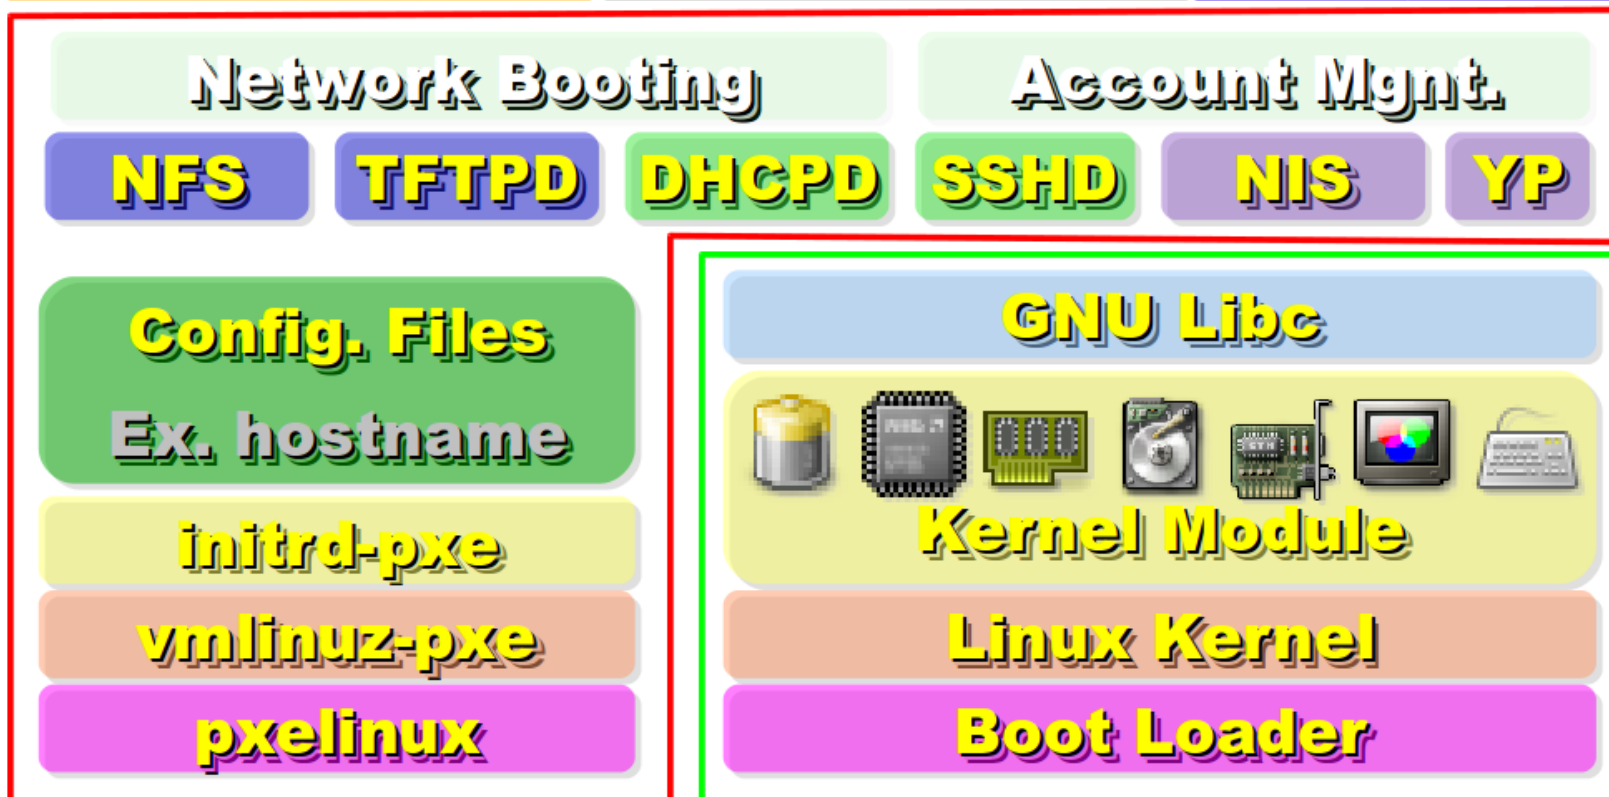 Network Booting
Account Mgnt.
NFS
TFTPD
DHCPD
SSHD
NIS
YP
Config. Files
Ex. hostname
initrd-pxe
vmlinuz-pxe
pxelinux
GNU Libc
Kernel Module
Linux Kernel
Boot Loader